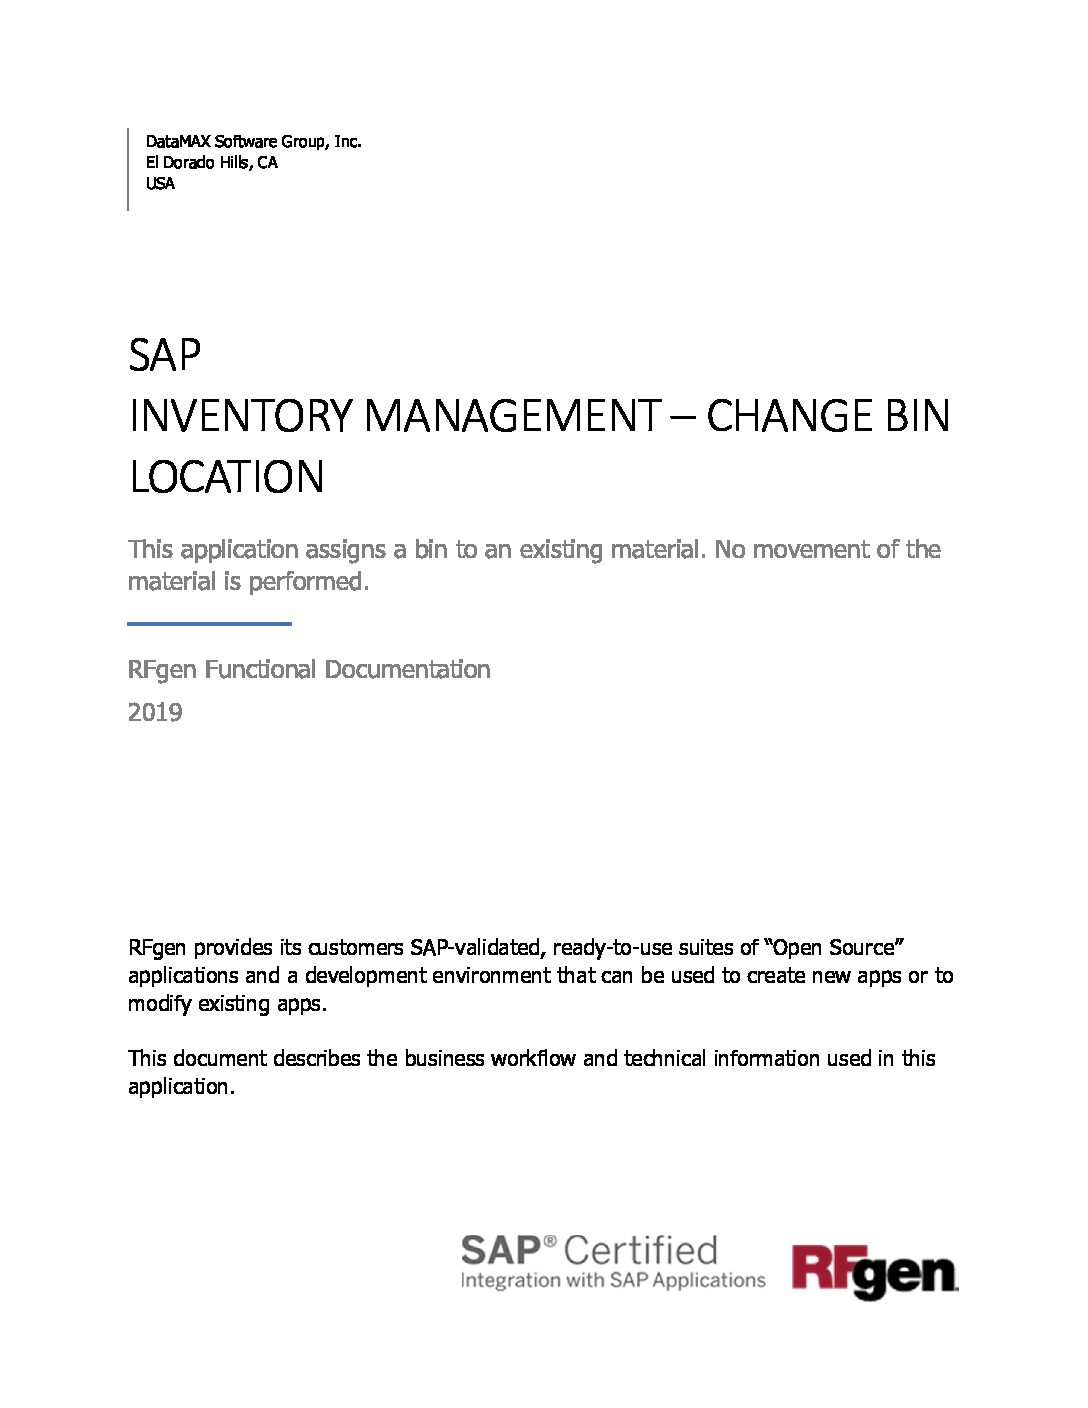 DataMAX Software Group, Inc.
El Dorado Hills, CA
USA
SAP
INVENTORY MANAGEMENT – CHANGE BIN
LOCATION
This application assigns a bin to an existing material. No movement of the
material is performed.
RFgen Functional Documentation
2019
RFgen provides its customers SAP-validated, ready-to-use suites of “Open Source”
applications and a development environment that can be used to create new apps or to
modify existing apps.
This document describes the business workflow and technical information used in this
application.
SAP® Certified
Integration with SAP Applications
RFgen